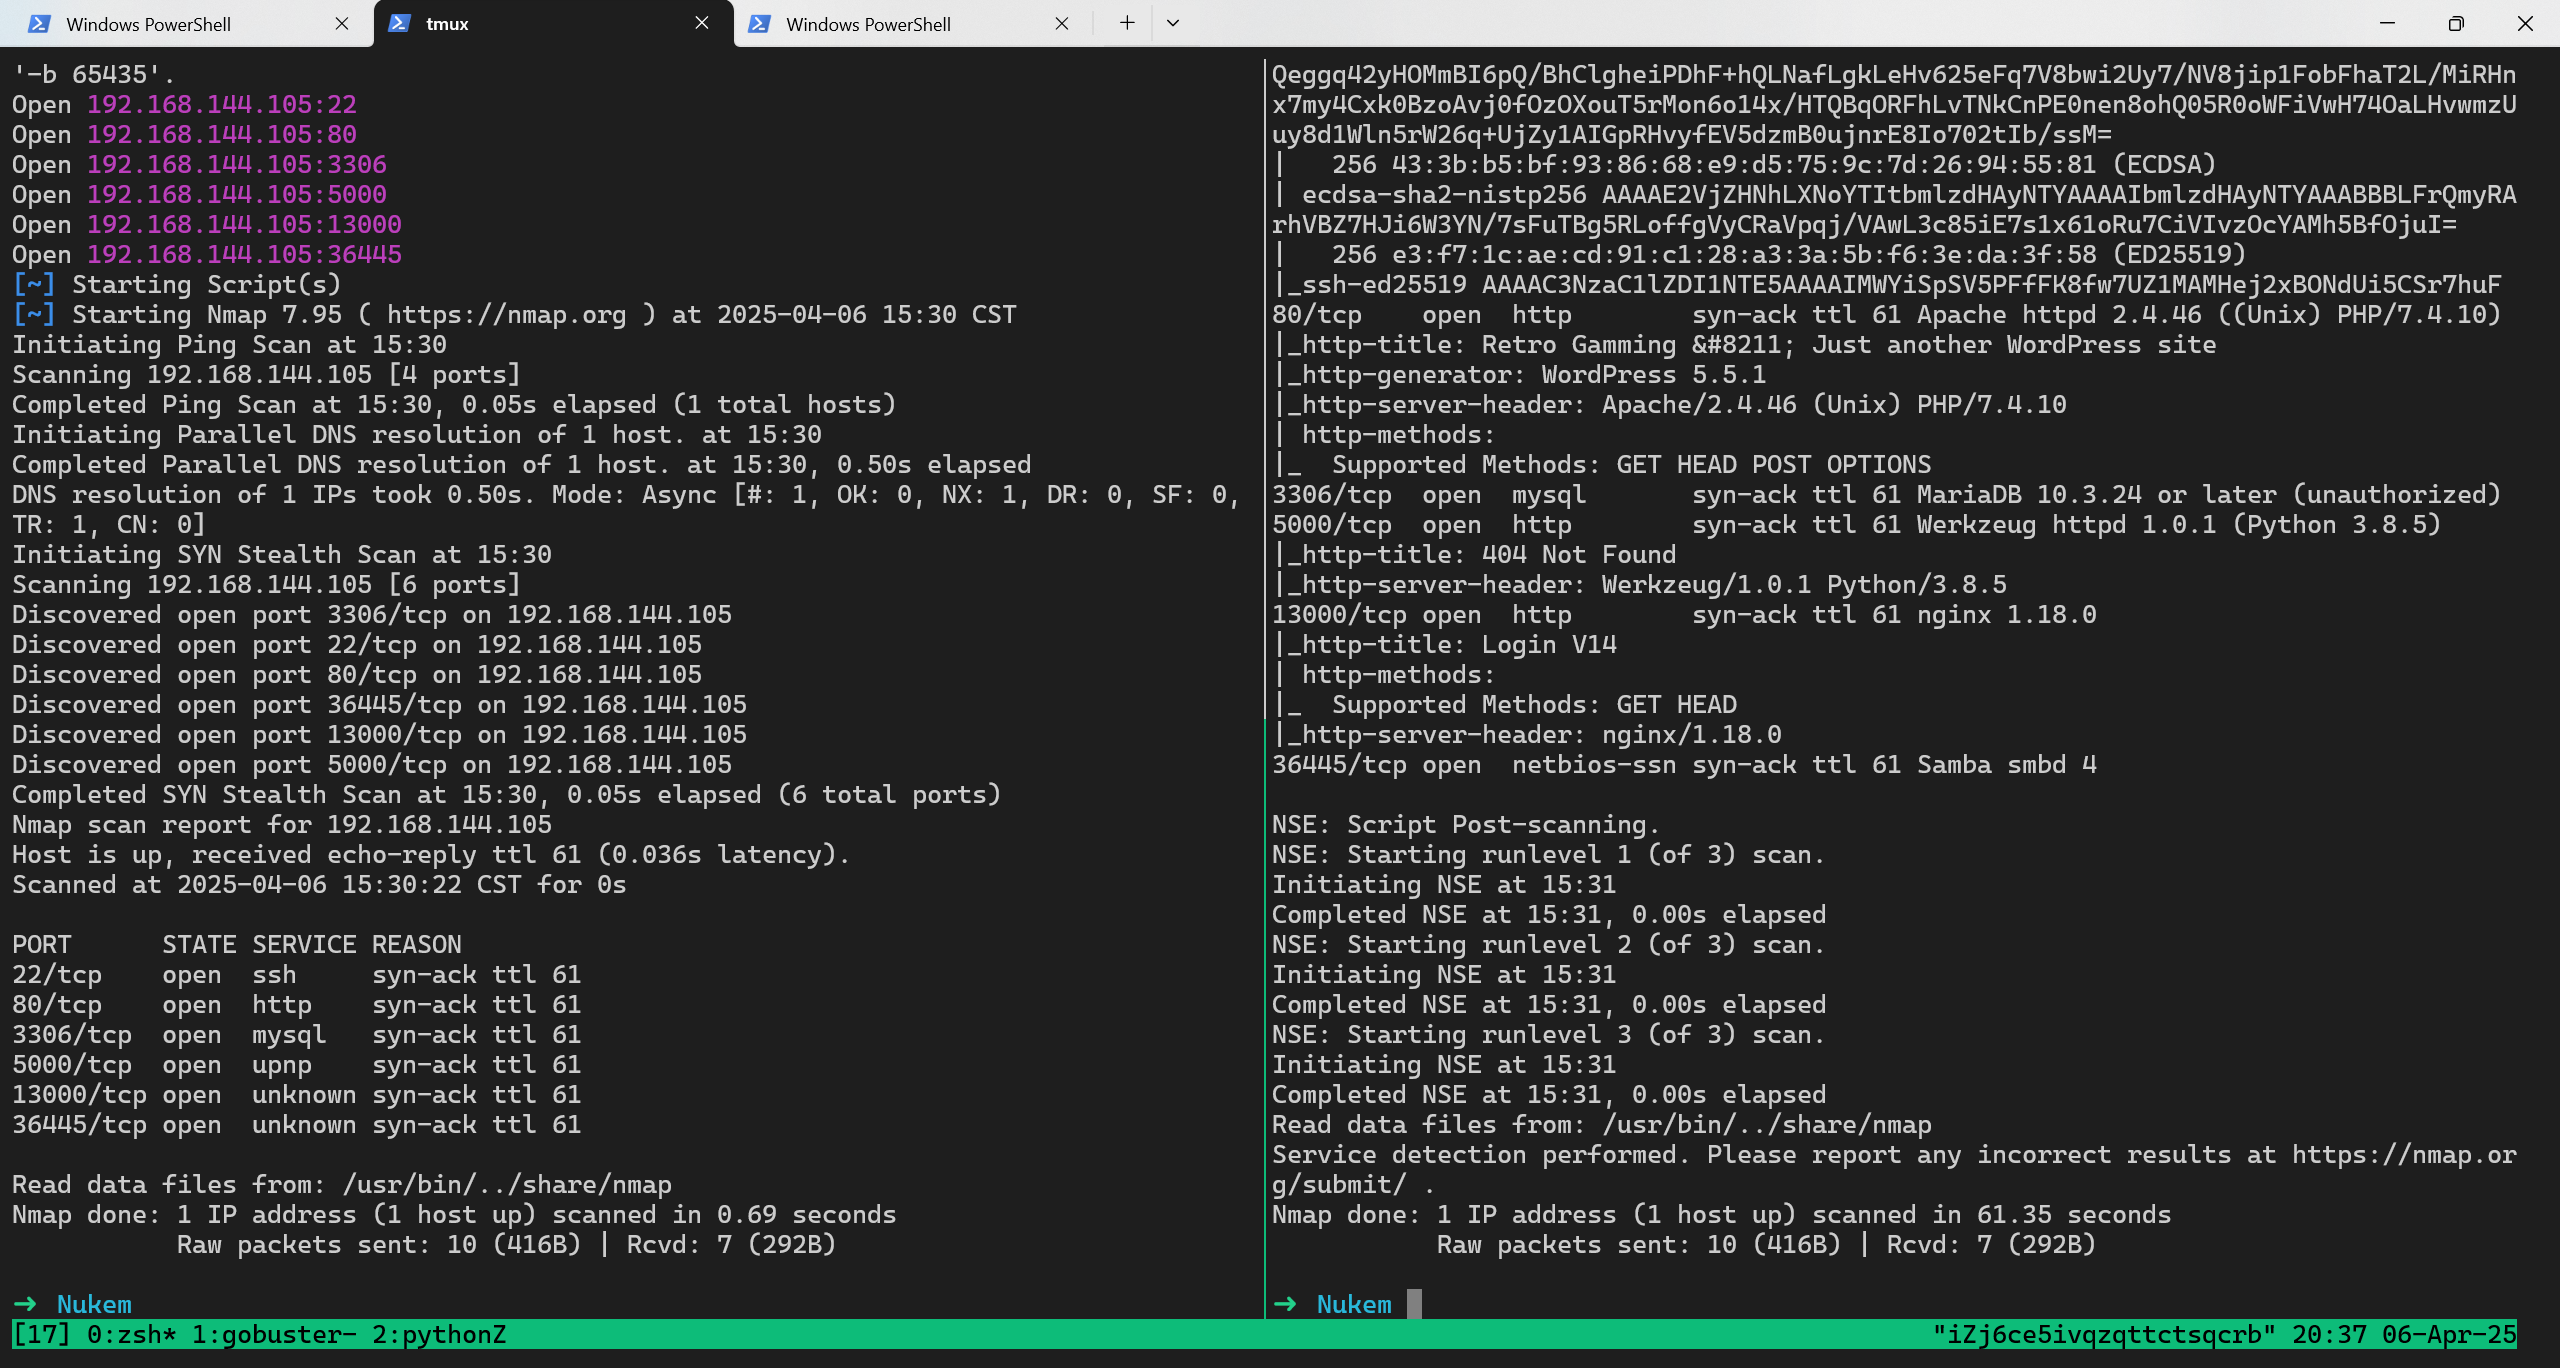 Windows PowerShell
tmux
Windows PowerShell
'-b 65435'.
Open 192.168.144.105:22
Open 192.168.144.105:80
Open 192.168.144.105:3306
Open 192.168.144.105:5000
Open 192.168.144.105:13000
Open 192.168.144.105:36445
[~] Starting Script(s)
[~] Starting Nmap 7.95 ( https://nmap.org ) at 2025-04-06 15:30 CST
Initiating Ping Scan at 15:30
Scanning 192.168.144.105 [4 ports]
Completed Ping Scan at 15:30, 0.05s elapsed (1 total hosts)
Initiating Parallel DNS resolution of 1 host. at 15:30
Completed Parallel DNS resolution of 1 host. at 15:30, 0.50s elapsed
DNS resolution of 1 IPs took 0.50s. Mode: Async [#: 1, OK: 0, NX: 1, DR: 0, SF: 0,
TR: 1, CN: 0]
Initiating SYN Stealth Scan at 15:30
Scanning 192.168.144.105 [6 ports]
Discovered open port 3306/tcp on 192.168.144.105
Discovered open port 22/tcp on 192.168.144.105
Discovered open port 80/tcp on 192.168.144.105
Discovered open port 36445/tcp on 192.168.144.105
Discovered open port 13000/tcp on 192.168.144.105
Discovered open port 5000/tcp on 192.168.144.105
Completed SYN Stealth Scan at 15:30, 0.05s elapsed (6 total ports)
Nmap scan report for 192.168.144.105
Host is up, received echo-reply ttl 61 (0.036s latency).
Scanned at 2025-04-06 15:30:22 CST for 0s
PORT      STATE SERVICE REASON
22/tcp    open  ssh     syn-ack ttl 61
80/tcp    open  http    syn-ack ttl 61
3306/tcp  open  mysql   syn-ack ttl 61
5000/tcp  open  upnp    syn-ack ttl 61
13000/tcp open  unknown syn-ack ttl 61
36445/tcp open  unknown syn-ack ttl 61
Read data files from: /usr/bin/../share/nmap
Nmap done: 1 IP address (1 host up) scanned in 0.69 seconds
Raw packets sent: 10 (416B) | Rcvd: 7 (292B)
→ Nukem
Qeggq42yHOMmBI6pQ/BhClgheiPDhF+hQLNafLgkLeHv625eFq7V8bwi2Uy7/NV8jip1FobFhaT2L/MiRHn
x7my4Cxk0BzoAvj0fOzOXouT5rMon6o14x/HTQBqORFhLvTNkCnPE0nen8ohQ05R0oWFiVwH74OaLHvwmzU
uy8d1Wln5rW26q+UjZy1AIGpRHvyfEV5dzmB0ujnrE8Io702tIb/ssM=
|   256 43:3b:b5:bf:93:86:68:e9:d5:75:9c:7d:26:94:55:81 (ECDSA)
| ecdsa-sha2-nistp256 AAAAE2VjZHNhLXNoYTItbmlzdHAyNTYAAAAIbmlzdHAyNTYAAABBBLFrQmyRA
rhVBZ7HJi6W3YN/7sFuTBg5RLoffgVyCRaVpqj/VAwL3c85iE7s1x61oRu7CiVIvzOcYAMh5BfOjuI=
|   256 e3:f7:1c:ae:cd:91:c1:28:a3:3a:5b:f6:3e:da:3f:58 (ED25519)
|_ssh-ed25519 AAAAC3NzaC1lZDI1NTE5AAAAIMWYiSpSV5PFfFK8fw7UZ1MAMHej2xBONdUi5CSr7huF
80/tcp    open  http        syn-ack ttl 61 Apache httpd 2.4.46 ((Unix) PHP/7.4.10)
|_http-title: Retro Gamming &#8211; Just another WordPress site
|_http-generator: WordPress 5.5.1
|_http-server-header: Apache/2.4.46 (Unix) PHP/7.4.10
| http-methods:
|_  Supported Methods: GET HEAD POST OPTIONS
3306/tcp  open  mysql       syn-ack ttl 61 MariaDB 10.3.24 or later (unauthorized)
5000/tcp  open  http        syn-ack ttl 61 Werkzeug httpd 1.0.1 (Python 3.8.5)
|_http-title: 404 Not Found
|_http-server-header: Werkzeug/1.0.1 Python/3.8.5
13000/tcp open  http        syn-ack ttl 61 nginx 1.18.0
|_http-title: Login V14
| http-methods:
|_  Supported Methods: GET HEAD
|_http-server-header: nginx/1.18.0
36445/tcp open  netbios-ssn syn-ack ttl 61 Samba smbd 4
NSE: Script Post-scanning.
NSE: Starting runlevel 1 (of 3) scan.
Initiating NSE at 15:31
Completed NSE at 15:31, 0.00s elapsed
NSE: Starting runlevel 2 (of 3) scan.
Initiating NSE at 15:31
Completed NSE at 15:31, 0.00s elapsed
NSE: Starting runlevel 3 (of 3) scan.
Initiating NSE at 15:31
Completed NSE at 15:31, 0.00s elapsed
Read data files from: /usr/bin/../share/nmap
Service detection performed. Please report any incorrect results at https://nmap.or
g/submit/ .
Nmap done: 1 IP address (1 host up) scanned in 61.35 seconds
Raw packets sent: 10 (416B) | Rcvd: 7 (292B)
→ Nukem
[17] 0:zsh* 1:gobuster- 2:pythonZ
"iZj6ce5ivqzqttctsqcrb" 20:37 06-Apr-25